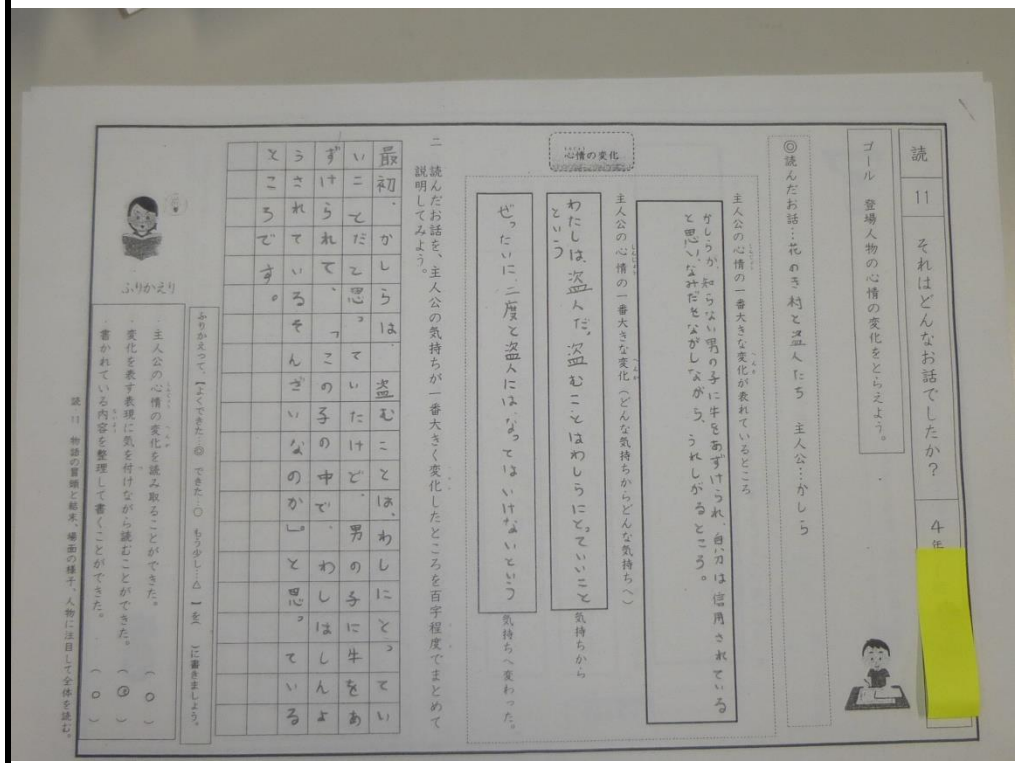 読 11 それはどんなお話でしたか? 4年
ゴール 登場人物の心情の変化をとらえよう。
◎読んだお話…花のき村と盗人たち 主人公…かしら
主人公の心情の一番大きな変化が表れているところ
かしらが、知らない男の子に牛をあずけられ、自分は信用されている
と思い、なみだをながしながら、うれしがるところ。
主人公の心情の一番大きな変化(どんな気持ちからどんな気持ちへ)
心情の変化
わたしは、盗人だ。盗むことはわしらにとっていいこと
という
気持ちから
ぜったいに、二度と盗人にはなってはいけないという
気持ちへ変わった。
二 読んだお話を、主人公の気持ちが一番大きく変化したところを百字程度でまとめて
説明してみよう。
最初、かしらは、盗むことは、わしにとってい
いことだと思っていたけど、男の子に牛をあ
ずけられて、「この子の中で、わしはしんよ
うされているそんざいなのか」と思っている
ところです。
ふりかえり
ふりかえって、【よくできた…◎ できた…○ もう少し…△】を( )に書きましょう。
・主人公の心情の変化を読み取ることができた。 (○)
・変化を表す表現に気を付けながら読むことができた。 (◎)
・書かれている内容を整理して書くことができた。 (○)
読 11 物語の冒頭と結末、場面の様子、人物に注目して全体を読む。